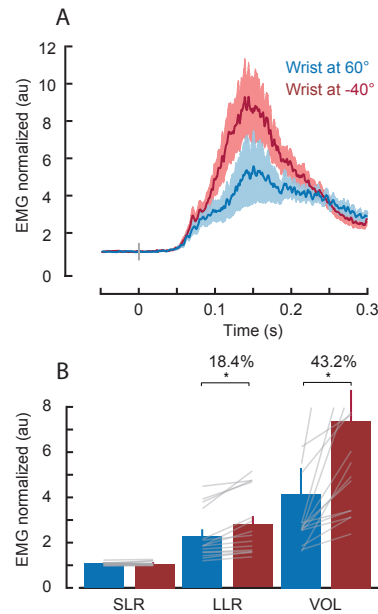 A
12
10
8
6
4
2
0
EMG normalized (au)
Wrist at 60°
Wrist at -40°
0 0.1 0.2 0.3
Time (s)
B
18.4% 43.2%
* *
8
6
4
2
0
EMG normalized (au)
SLR LLR VOL